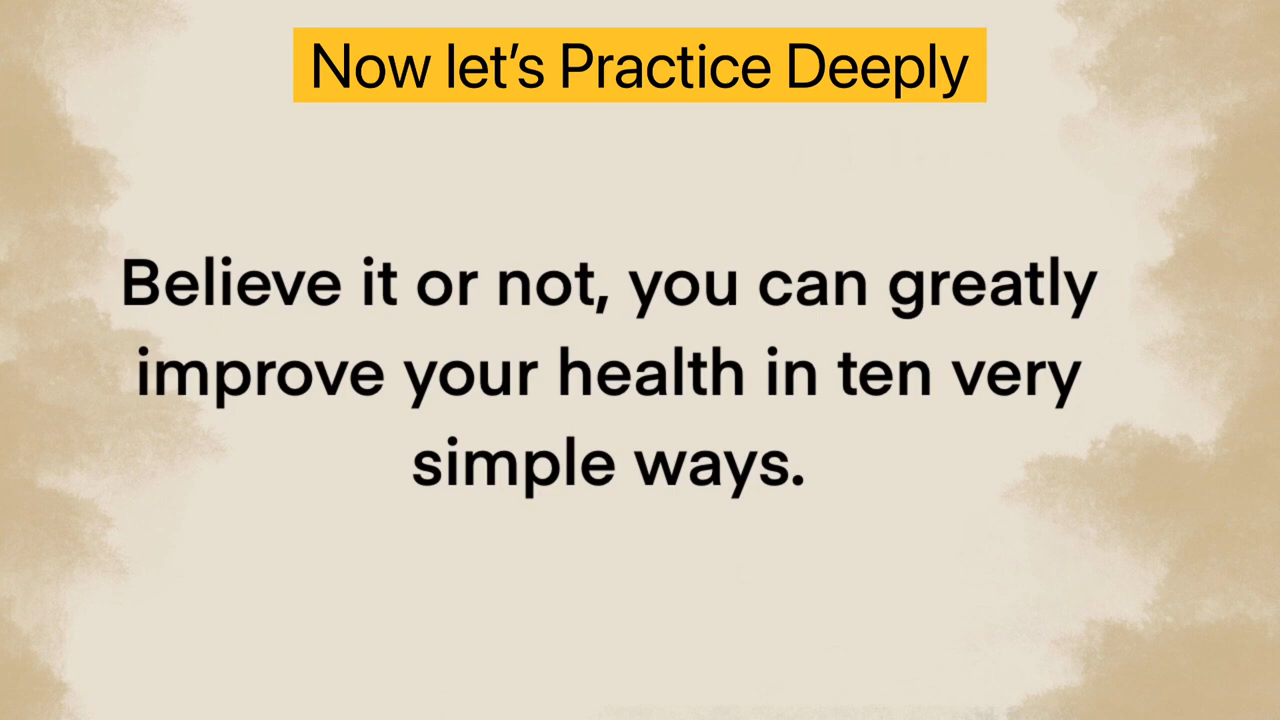 Now let’s Practice Deeply
Believe it or not, you can greatly
improve your health in ten very
simple ways.